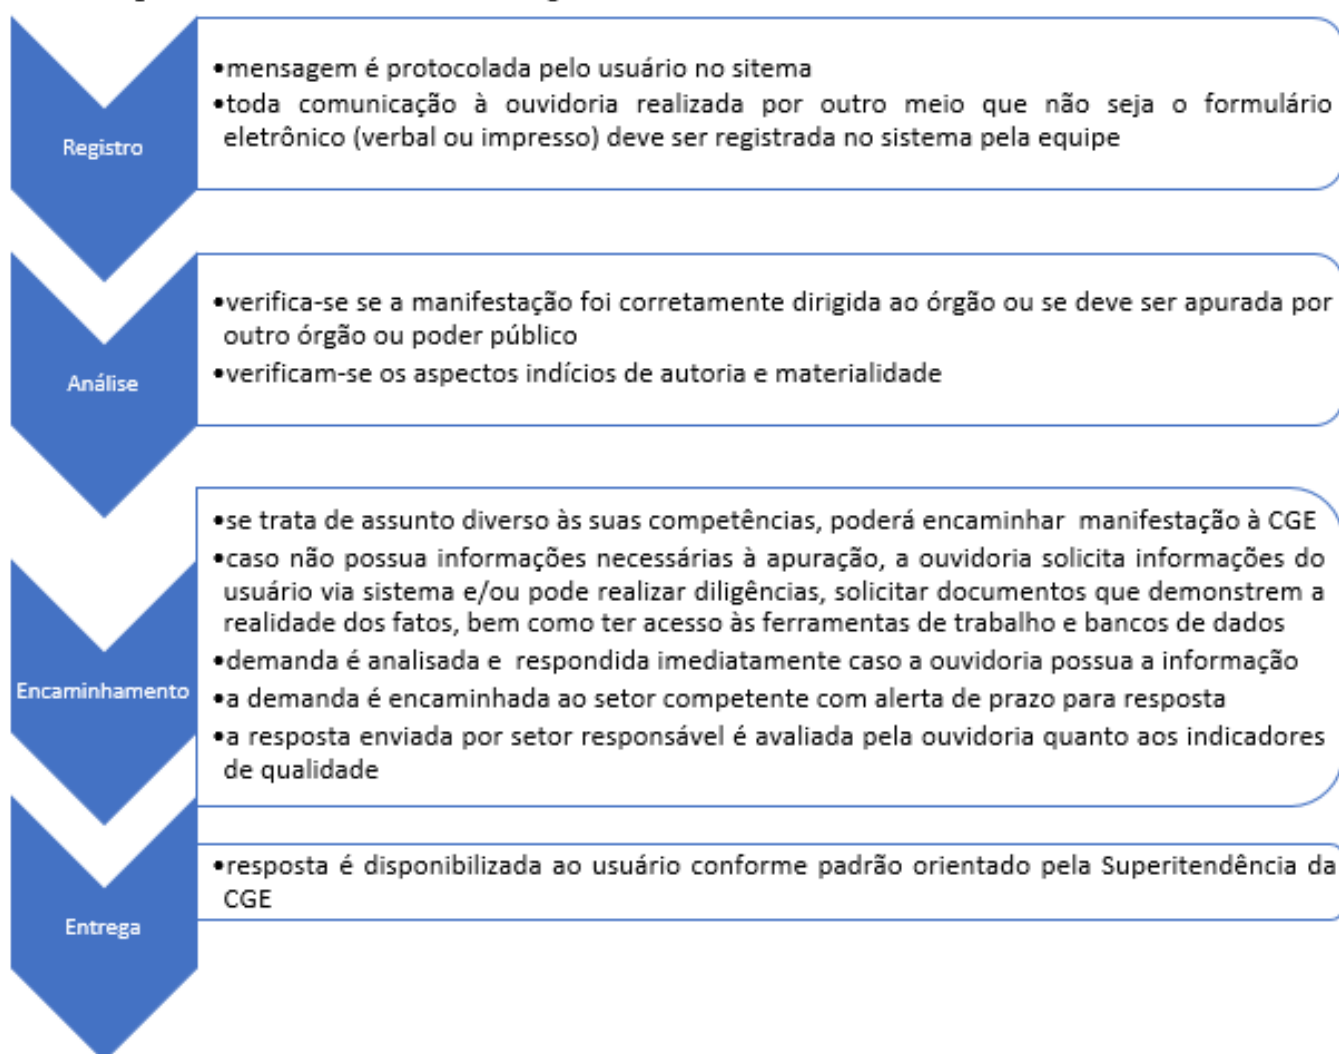 Registro
•mensagem é protocolada pelo usuário no sitema
•toda comunicação à ouvidoria realizada por outro meio que não seja o formulário
eletrônico (verbal ou impresso) deve ser registrada no sistema pela equipe
Análise
•verifica-se se a manifestação foi corretamente dirigida ao órgão ou se deve ser apurada por
outro órgão ou poder público
•verificam-se os aspectos indícios de autoria e materialidade
Encaminhamento
•se trata de assunto diverso às suas competências, poderá encaminhar manifestação à CGE
•caso não possua informações necessárias à apuração, a ouvidoria solicita informações do
usuário via sistema e/ou pode realizar diligências, solicitar documentos que demonstrem a
realidade dos fatos, bem como ter acesso às ferramentas de trabalho e bancos de dados
•demanda é analisada e respondida imediatamente caso a ouvidoria possua a informação
•a demanda é encaminhada ao setor competente com alerta de prazo para resposta
•a resposta enviada por setor responsável é avaliada pela ouvidoria quanto aos indicadores
de qualidade
Entrega
•resposta é disponibilizada ao usuário conforme padrão orientado pela Superitendência da
CGE